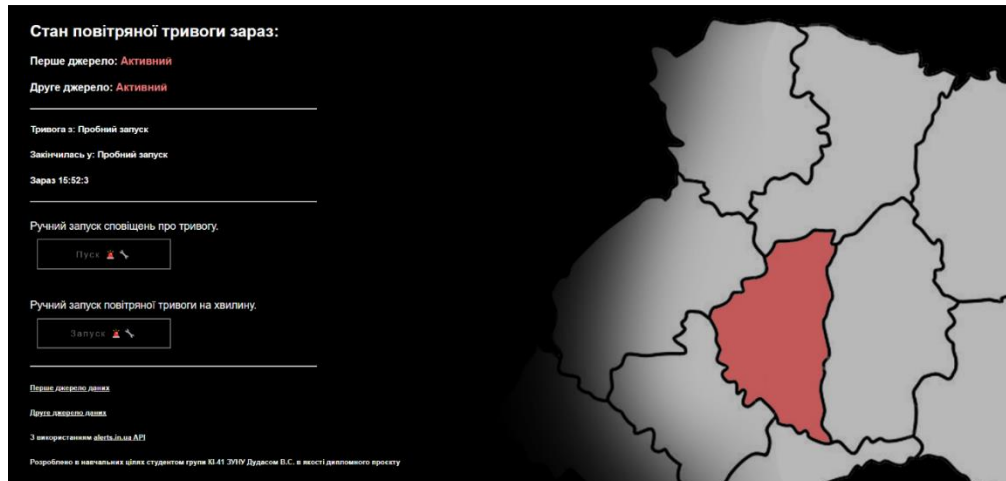 Стан повітряної тривоги зараз:
Перше джерело: Активний
Друге джерело: Активний
Тривога з: Пробний запуск
Закінчилась у: Пробний запуск
Зараз 15:52:3
Ручний запуск сповіщень про тривогу.
Пуск 🚨🔧
Ручний запуск повітряної тривоги на хвилину.
Запуск 🚨🔧
Перше джерело даних
Друге джерело даних
З використанням alerts.in.ua API
Розроблено в навчальних цілях студентом групи КІ-41 ЗУНУ Дудасом В.С. в якості дипломного проєкту